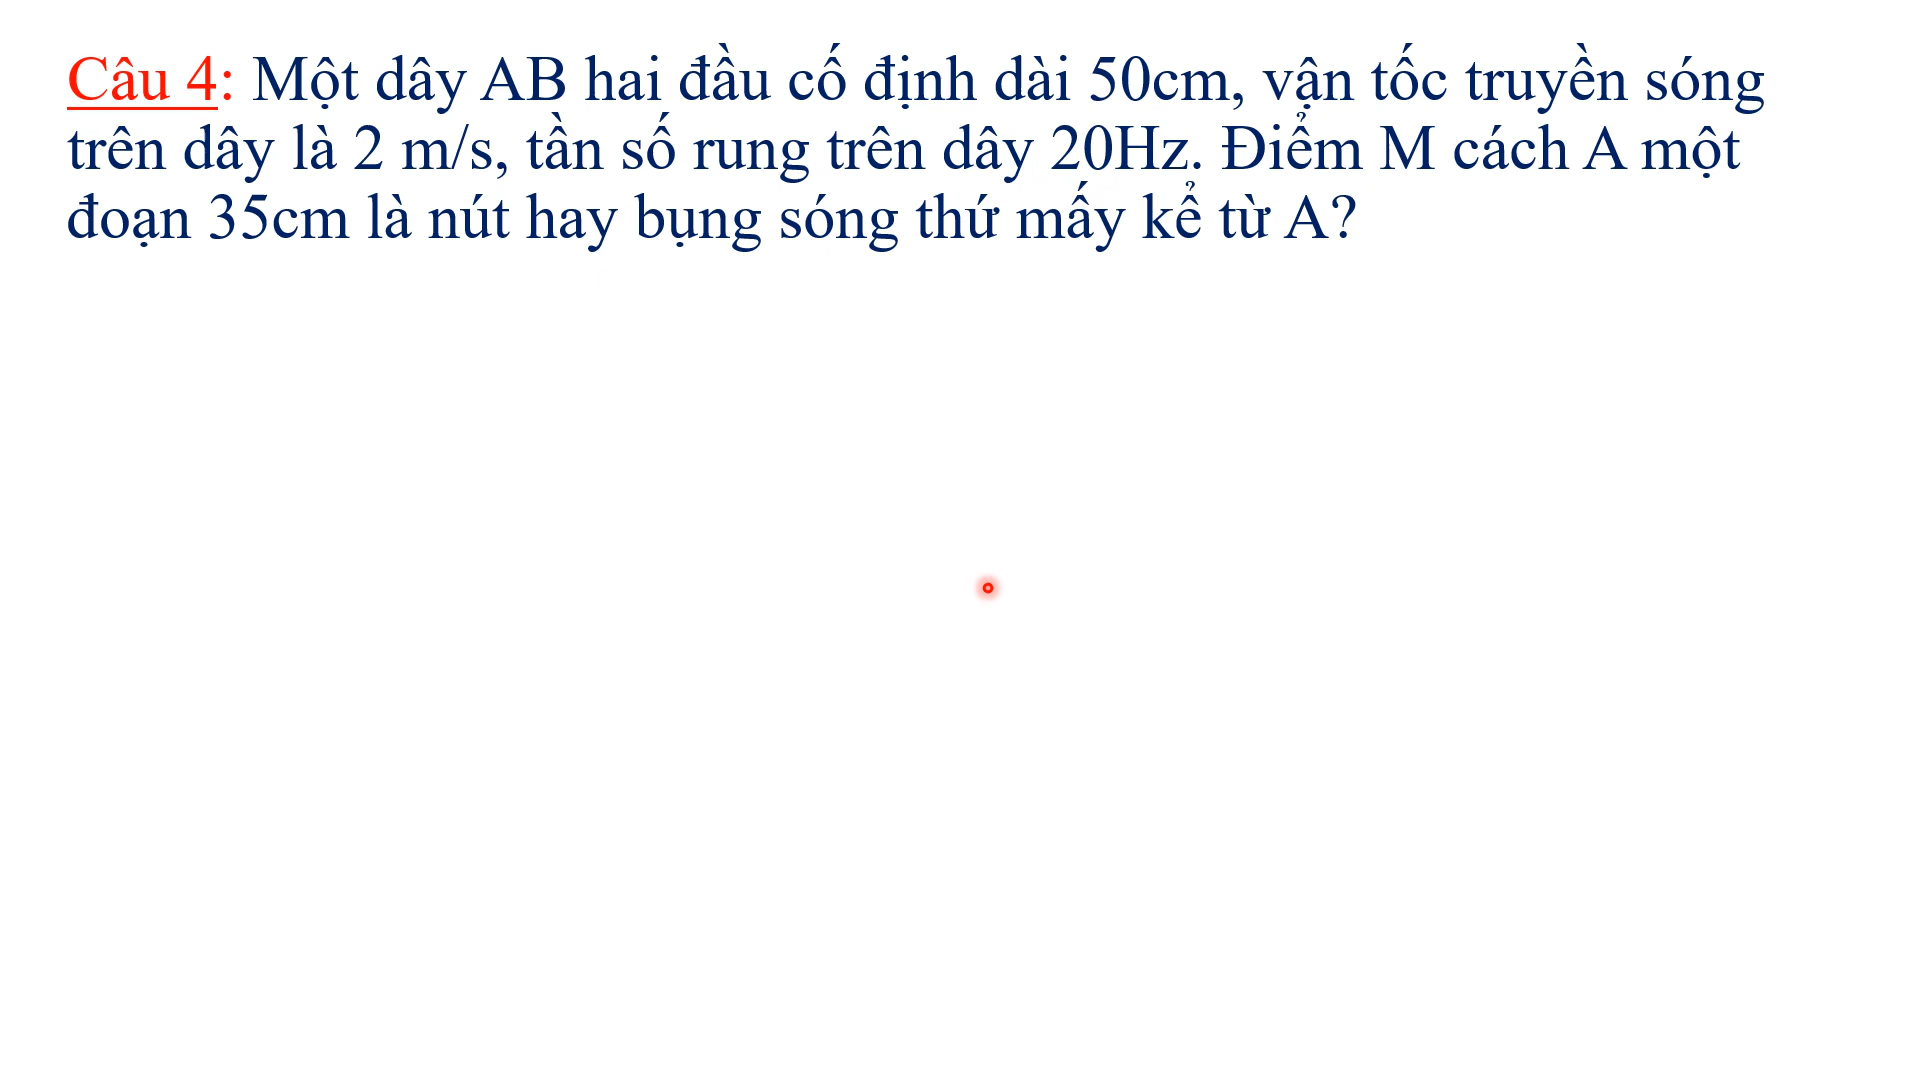 Câu 4: Một dây AB hai đầu cố định dài 50cm, vận tốc truyền sóng
trên dây là 2 m/s, tần số rung trên dây 20Hz. Điểm M cách A một
đoạn 35cm là nút hay bụng sóng thứ mấy kể từ A?